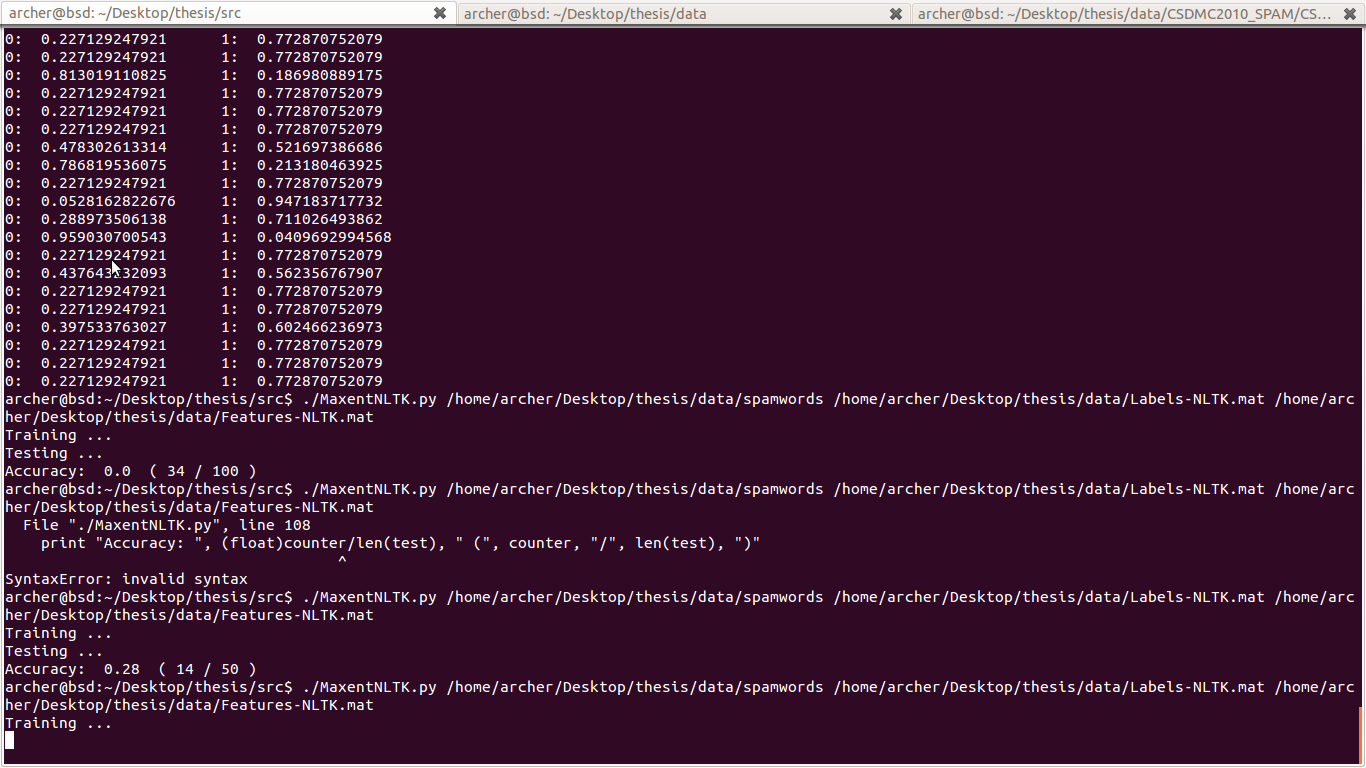 archer@bsd: ~/Desktop/thesis/src
archer@bsd: ~/Desktop/thesis/data
archer@bsd: ~/Desktop/thesis/data/CSDMC2010_SPAM/CS...
0:  0.227129247921      1:  0.772870752079
0:  0.227129247921      1:  0.772870752079
0:  0.813019110825      1:  0.186980889175
0:  0.227129247921      1:  0.772870752079
0:  0.227129247921      1:  0.772870752079
0:  0.227129247921      1:  0.772870752079
0:  0.478302613314      1:  0.521697386686
0:  0.786819536075      1:  0.213180463925
0:  0.227129247921      1:  0.772870752079
0:  0.0528162822676     1:  0.947183717732
0:  0.288973506138      1:  0.711026493862
0:  0.959030700543      1:  0.0409692994568
0:  0.227129247921      1:  0.772870752079
0:  0.437643232093      1:  0.562356767907
0:  0.227129247921      1:  0.772870752079
0:  0.227129247921      1:  0.772870752079
0:  0.397533763027      1:  0.602466236973
0:  0.227129247921      1:  0.772870752079
0:  0.227129247921      1:  0.772870752079
0:  0.227129247921      1:  0.772870752079
archer@bsd:~/Desktop/thesis/src$ ./MaxentNLTK.py /home/archer/Desktop/thesis/data/spamwords /home/archer/Desktop/thesis/data/Labels-NLTK.mat /home/arc
her/Desktop/thesis/data/Features-NLTK.mat
Training ...
Testing ...
Accuracy:  0.0  ( 34 / 100 )
archer@bsd:~/Desktop/thesis/src$ ./MaxentNLTK.py /home/archer/Desktop/thesis/data/spamwords /home/archer/Desktop/thesis/data/Labels-NLTK.mat /home/arc
her/Desktop/thesis/data/Features-NLTK.mat
  File "./MaxentNLTK.py", line 108
    print "Accuracy: ", (float)counter/len(test), " (", counter, "/", len(test), ")"
                                     ^
SyntaxError: invalid syntax
archer@bsd:~/Desktop/thesis/src$ ./MaxentNLTK.py /home/archer/Desktop/thesis/data/spamwords /home/archer/Desktop/thesis/data/Labels-NLTK.mat /home/arc
her/Desktop/thesis/data/Features-NLTK.mat
Training ...
Testing ...
Accuracy:  0.28  ( 14 / 50 )
archer@bsd:~/Desktop/thesis/src$ ./MaxentNLTK.py /home/archer/Desktop/thesis/data/spamwords /home/archer/Desktop/thesis/data/Labels-NLTK.mat /home/arc
her/Desktop/thesis/data/Features-NLTK.mat
Training ...